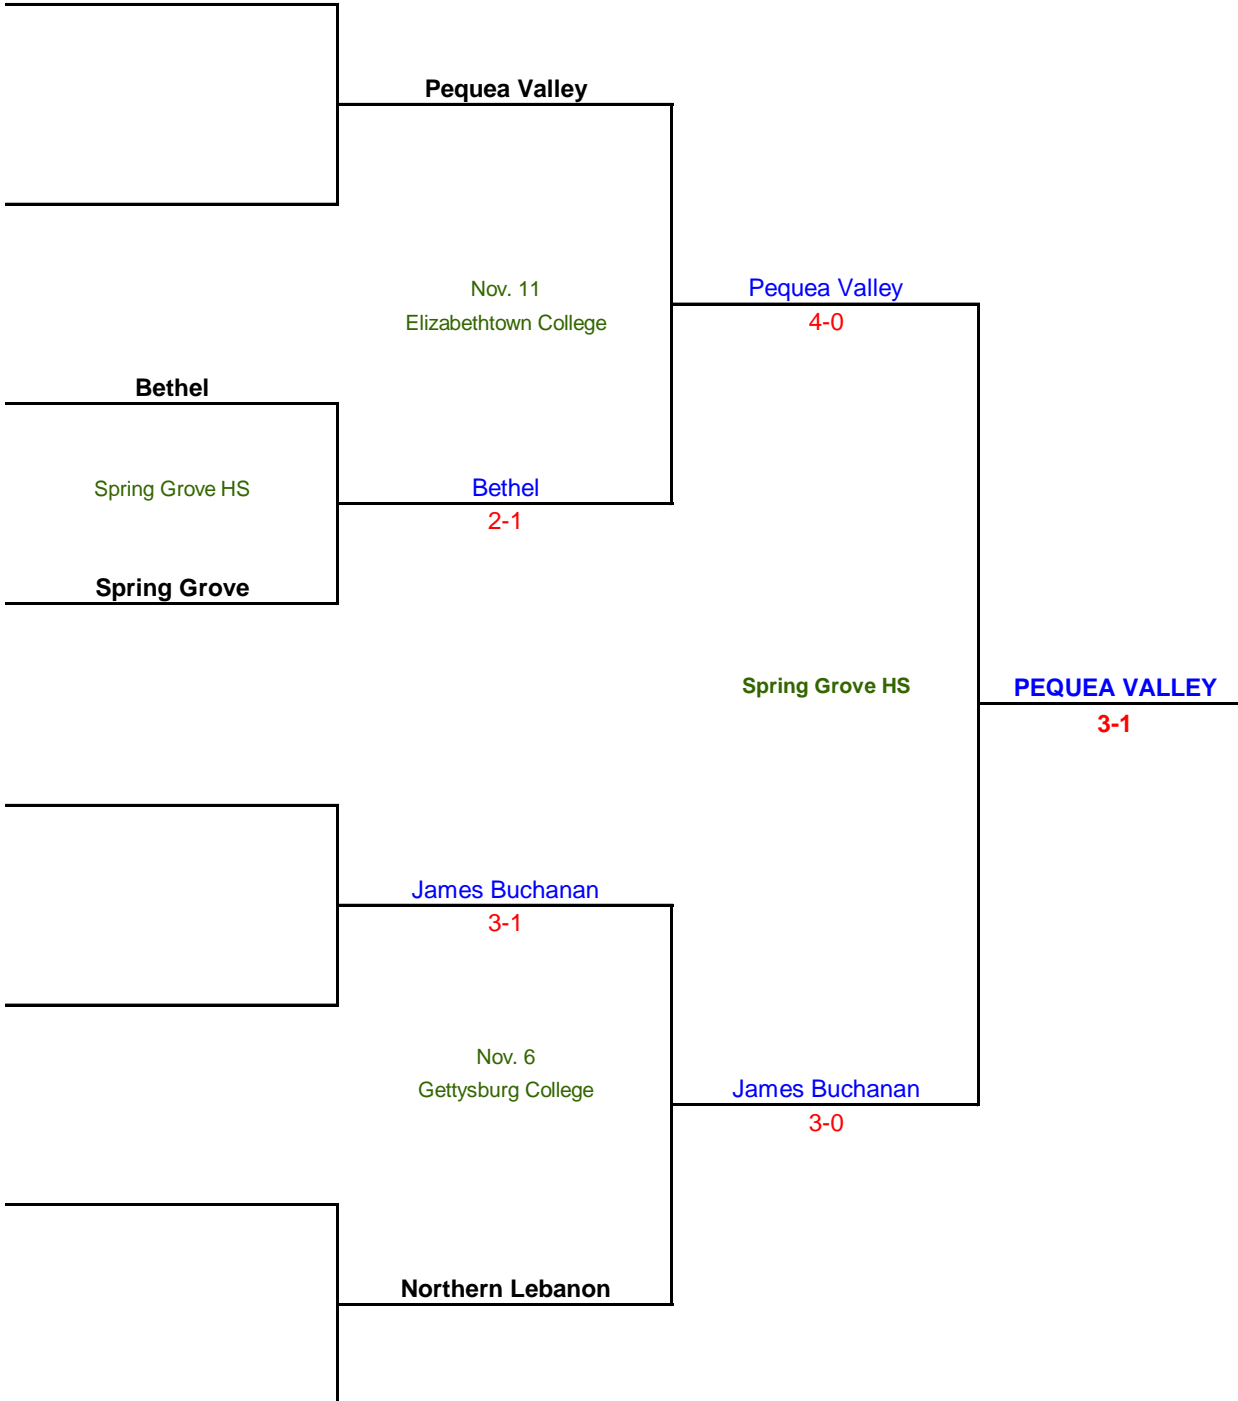 Pequea Valley
Nov. 11
Elizabethtown College
Pequea Valley
4-0
Bethel
Spring Grove HS
Bethel
2-1
Spring Grove
Spring Grove HS
PEQUEA VALLEY
3-1
James Buchanan
3-1
Nov. 6
Gettysburg College
James Buchanan
3-0
Northern Lebanon